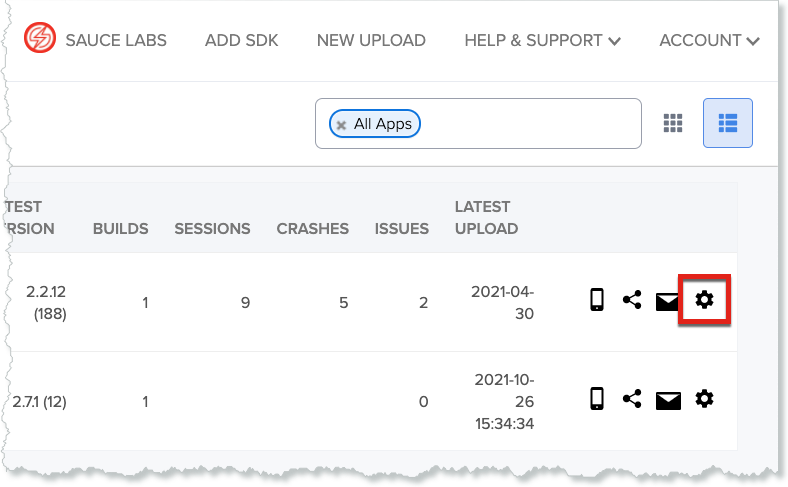 SAUCE LABS ADD SDK NEW UPLOAD HELP & SUPPORT ACCOUNT
All Apps
TEST
RSION BUILDS SESSIONS CRASHES ISSUES LATEST
UPLOAD
2.2.12
(188) 1 9 5 2 2021-04-
30
2.7.1 (12) 1 0 2021-10-
26
15:34:34